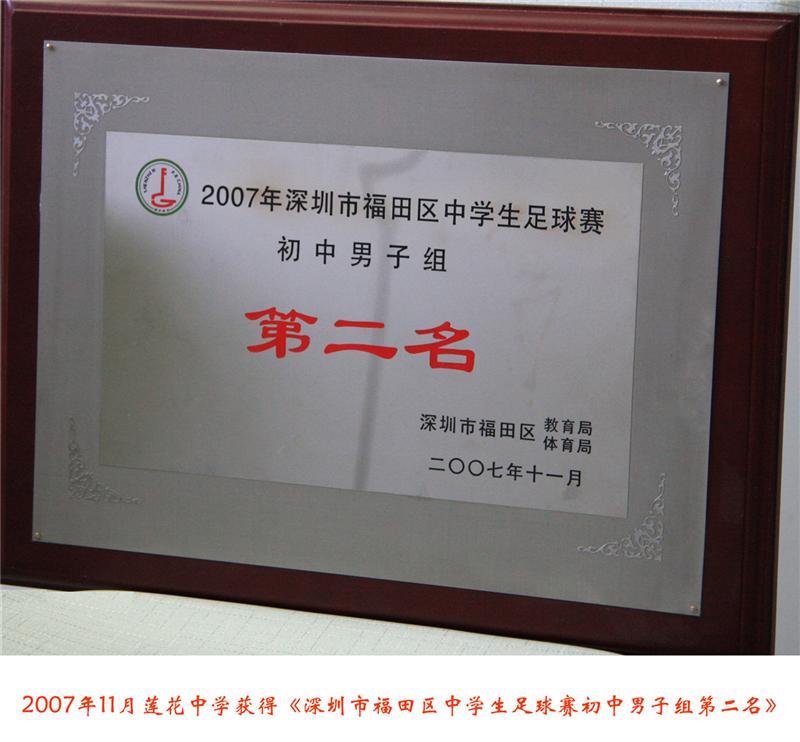 2007年深圳市福田区中学生足球赛
初中男子组
第二名
深圳市福田区 教育局
体育局
二〇〇七年十一月
2007年11月莲花中学获得《深圳市福田区中学生足球赛初中男子组第二名》